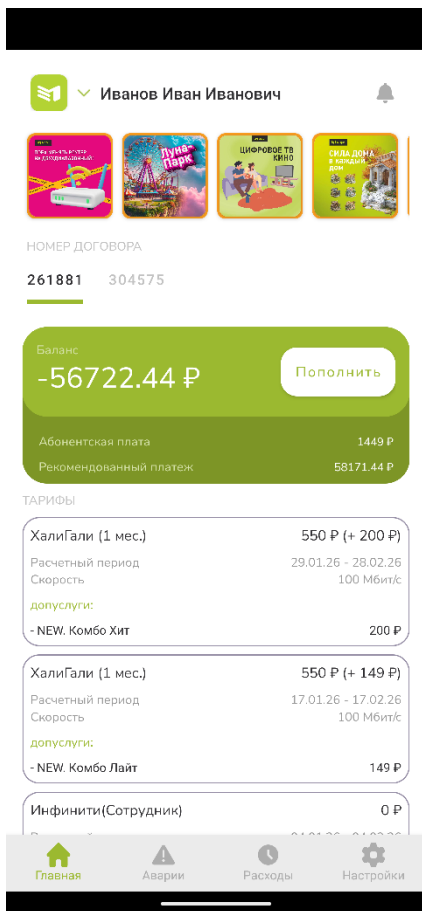 Иванов Иван Иванович
Луна-
Парк
ЦИФРОВОЕ ТВ
КИНО
СИЛА ДОМА
В КАЖДЫЙ
ДОМ
НОМЕР ДОГОВОРА
261881 304575
Баланс
-56722.44 ₽
Пополнить
Абонентская плата 1449 ₽
Рекомендованный платеж 58171.44 ₽
ТАРИФЫ
ХалиГали (1 мес.) 550 ₽ (+ 200 ₽)
Расчетный период 29.01.26 - 28.02.26
Скорость 100 Мбит/с
допуслуги:
- NEW. Комбо Хит 200 ₽
ХалиГали (1 мес.) 550 ₽ (+ 149 ₽)
Расчетный период 17.01.26 - 17.02.26
Скорость 100 Мбит/с
допуслуги:
- NEW. Комбо Лайт 149 ₽
Инфинити(Сотрудник) 0 ₽
Главная Аварии Расходы Настройки